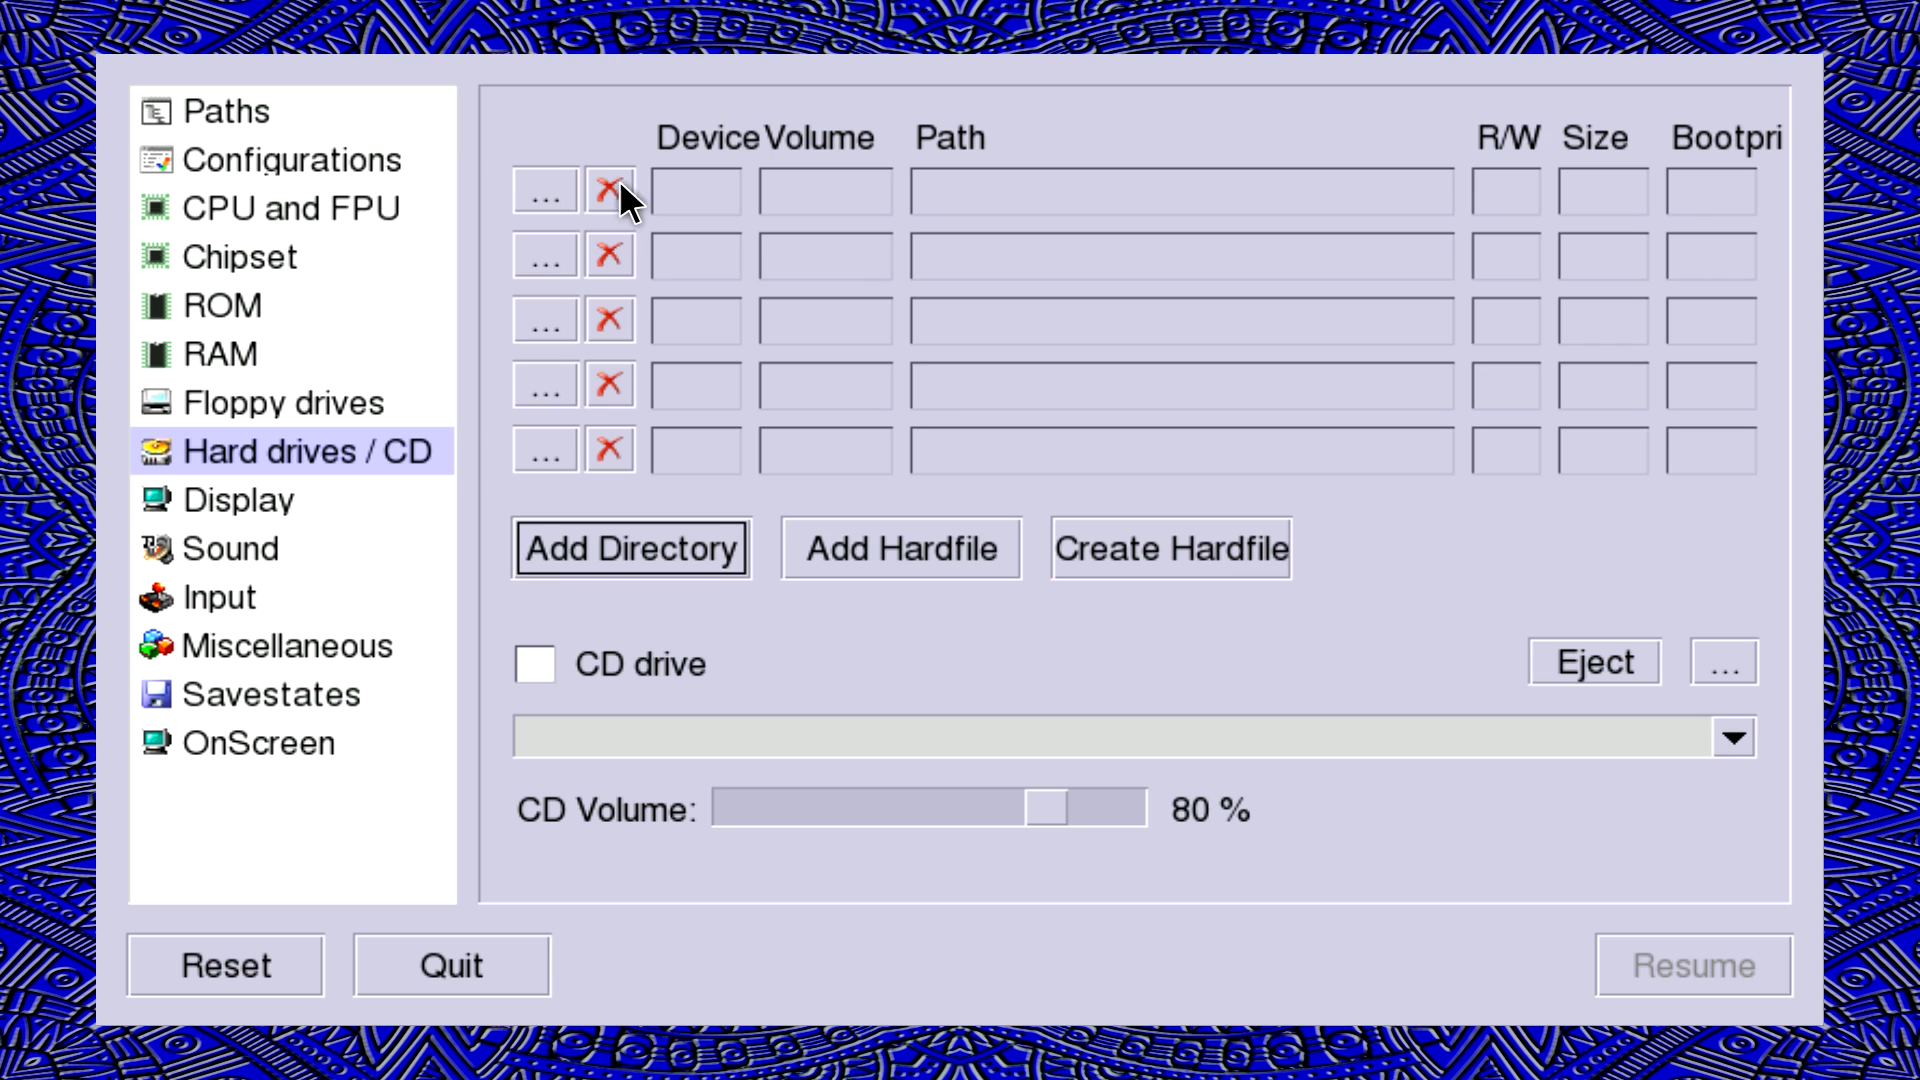 Paths
Configurations
CPU and FPU
Chipset
ROM
RAM
Floppy drives
Hard drives / CD
Display
Sound
Input
Miscellaneous
Savestates
OnScreen
Device Volume Path R/W Size Bootpri
...
...
...
...
...
Add Directory Add Hardfile Create Hardfile
CD drive Eject ...
CD Volume: 80 %
Reset Quit Resume